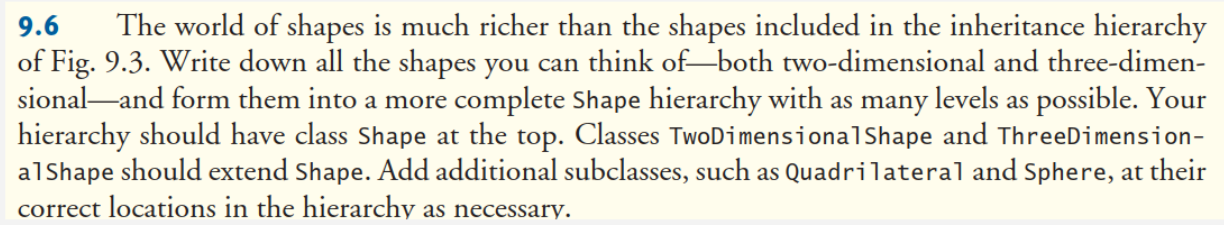 9.6 The world of shapes is much richer than the shapes included in the inheritance hierarchy
of Fig. 9.3. Write down all the shapes you can think of—both two-dimensional and three-dimen-
sional—and form them into a more complete Shape hierarchy with as many levels as possible. Your
hierarchy should have class Shape at the top. Classes TwoDimensionalShape and ThreeDimension-
alShape should extend Shape. Add additional subclasses, such as Quadrilateral and Sphere, at their
correct locations in the hierarchy as necessary.